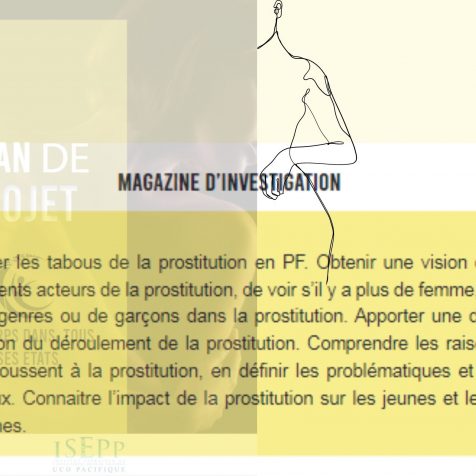 AN DE
OJET
MAGAZINE D'INVESTIGATION
er les tabous de la prostitution en PF. Obtenir une vision
ents acteurs de la prostitution, de voir s'il y a plus de femme
genres ou de garçons dans la prostitution. Apporter une d
on du déroulement de la prostitution. Comprendre les rais
oussent à la prostitution, en définir les problématiques et
ux. Connaitre l'impact de la prostitution sur les jeunes et le
nes.
RPS DANS TOUS
SES ETATS
ISEPP
UCO PACIFIQUE